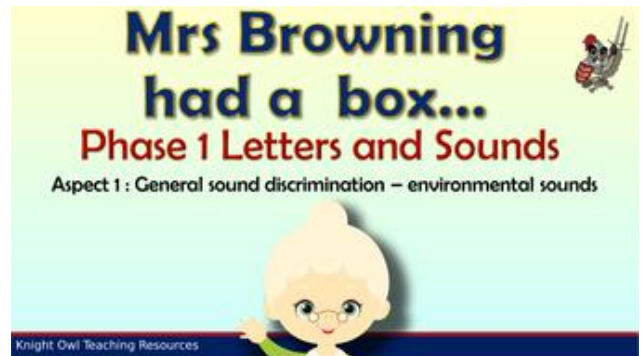 Mrs Browning
had a box...
Phase 1 Letters and Sounds
Aspect 1 : General sound discrimination – environmental sounds
Knight Owl Teaching Resources